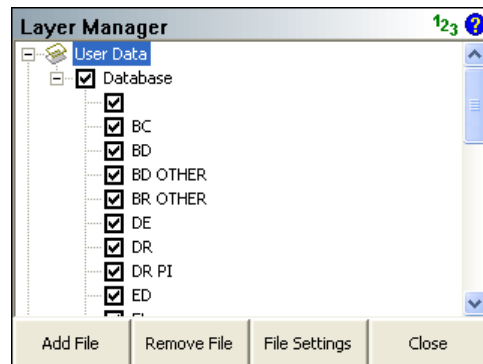 Layer Manager 123 ?
User Data
Database
BC
BD
BD OTHER
BR OTHER
DE
DR
DR PI
ED
Add File Remove File File Settings Close